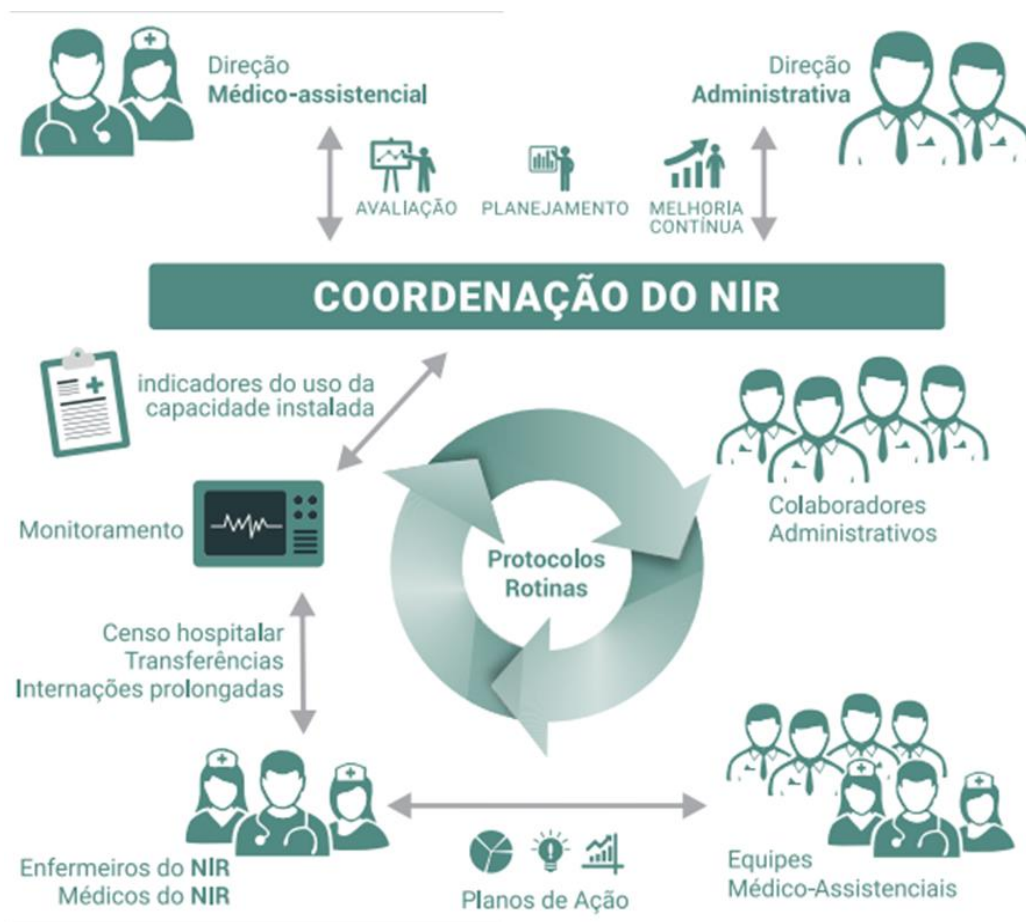 Direção
Médico-assistencial
Direção
Administrativa
AVALIAÇÃO
PLANEJAMENTO
MELHORIA
CONTÍNUA
COORDENAÇÃO DO NIR
indicadores do uso da
capacidade instalada
Colaboradores
Administrativos
Monitoramento
Protocolos
Rotinas
Censo hospitalar
Transferências
Internações prolongadas
Enfermeiros do NIR
Médicos do NIR
Planos de Ação
Equipes
Médico-Assistenciais